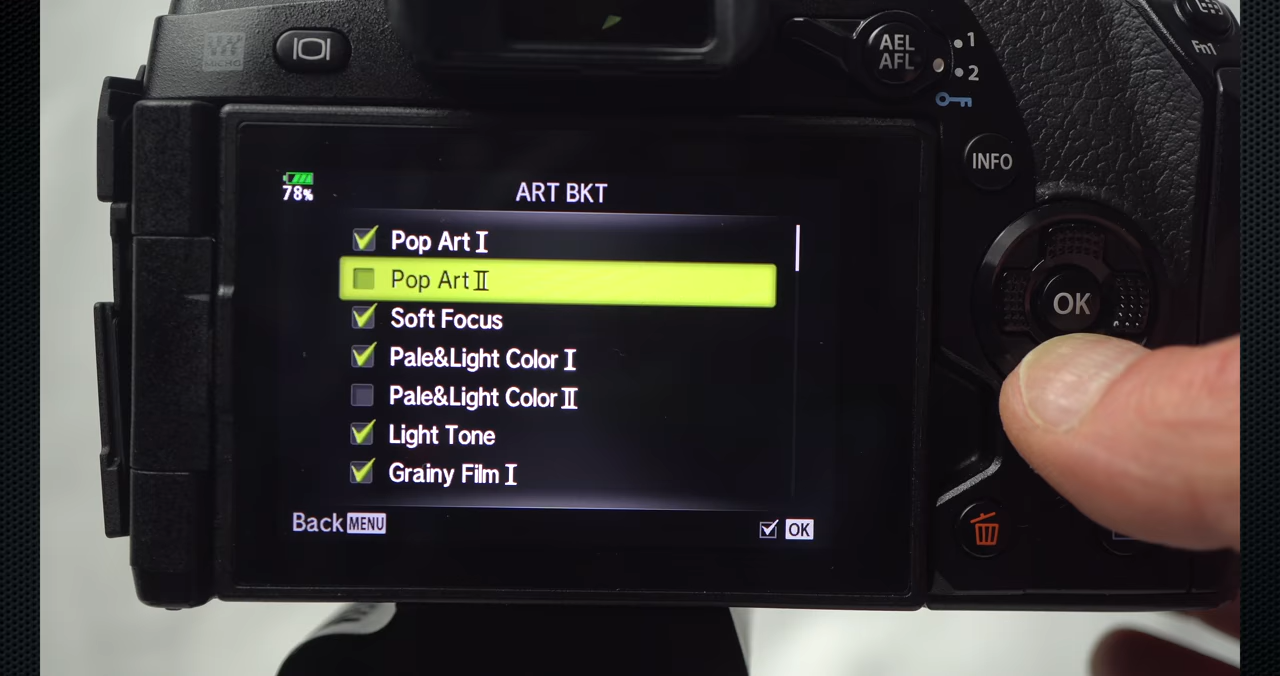 AEL
AFL
1
2
Fn1
INFO
OK
78%
ART BKT
Pop Art I
Pop Art II
Soft Focus
Pale&Light Color I
Pale&Light Color II
Light Tone
Grainy Film I
Back MENU
OK